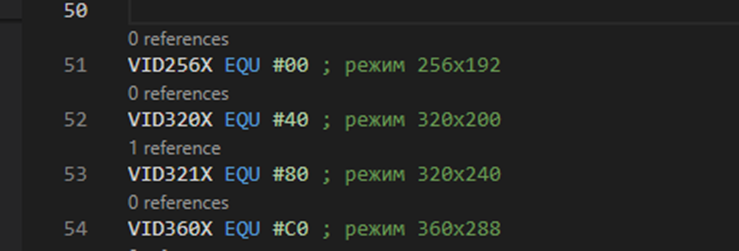 50
0 references
51 VID256X EQU #00 ; режим 256x192
0 references
52 VID320X EQU #40 ; режим 320x200
1 reference
53 VID321X EQU #80 ; режим 320x240
0 references
54 VID360X EQU #C0 ; режим 360x288